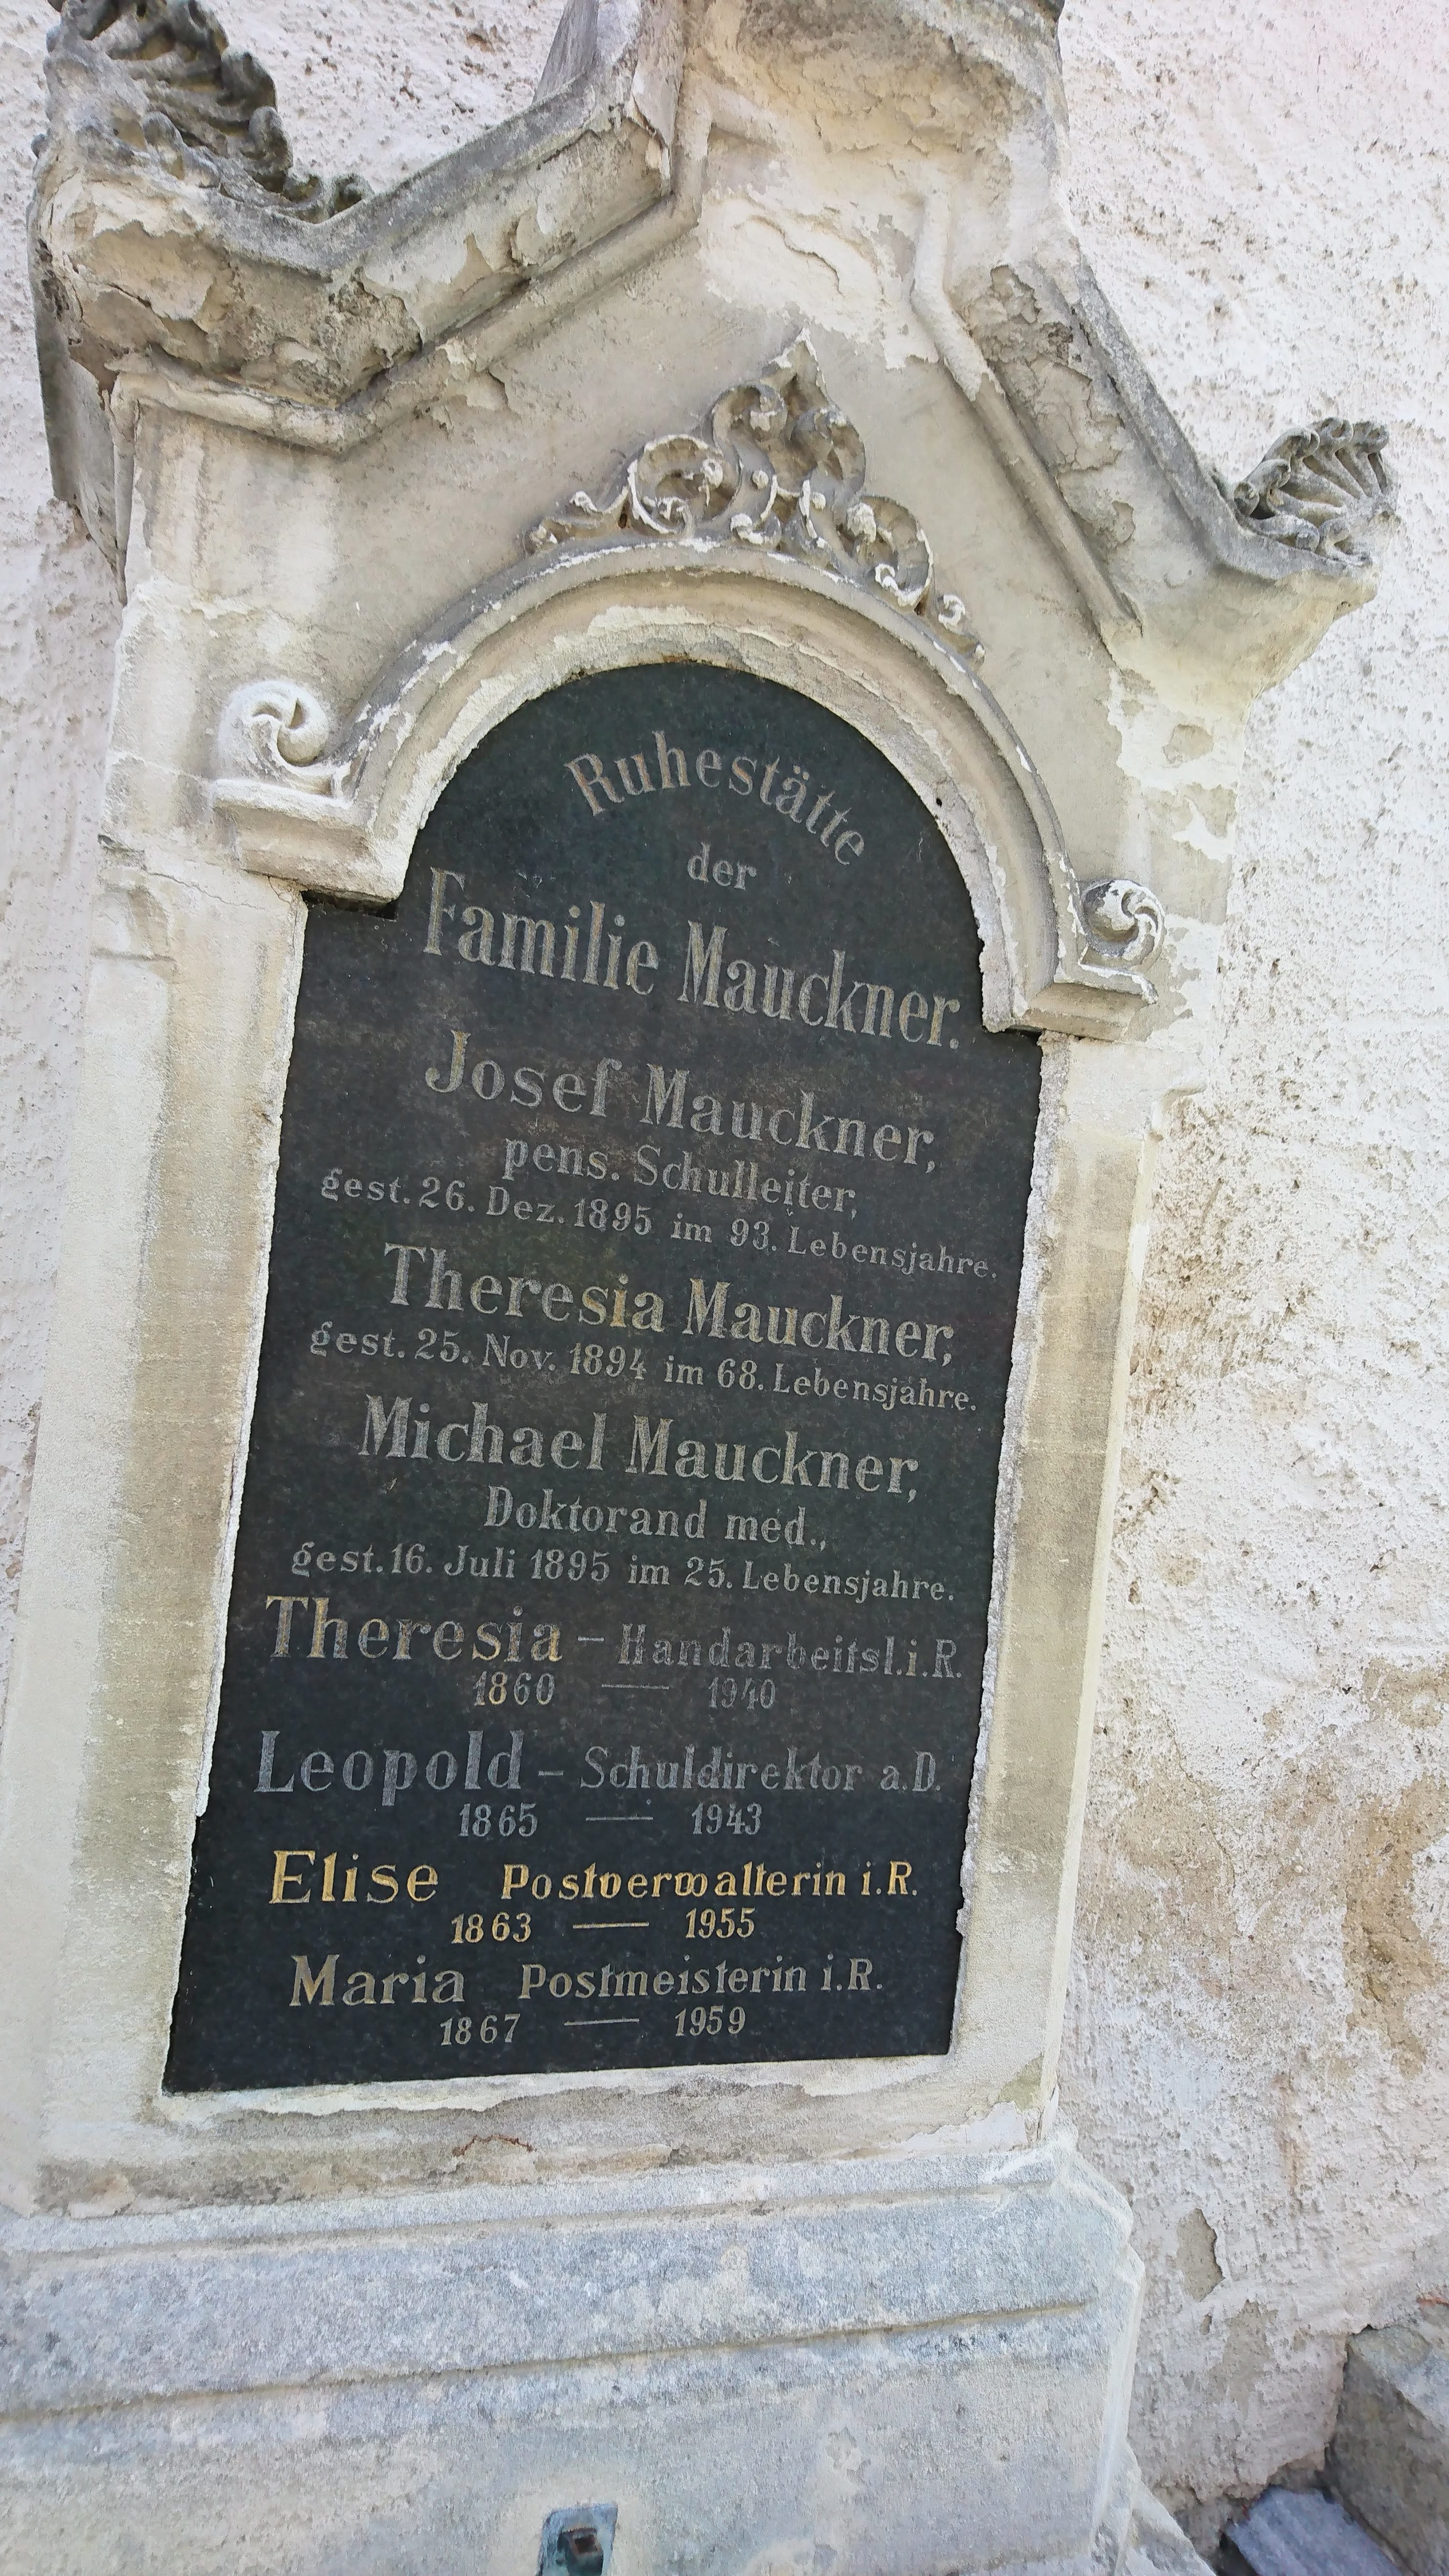 Ruhestätte
der
Familie Mauckner.
Josef Mauckner,
pens. Schulleiter,
gest. 26. Dez. 1895 im 93. Lebensjahre.
Theresia Mauckner,
gest. 25. Nov. 1894 im 68. Lebensjahre.
Michael Mauckner,
Doktorand med.,
gest. 16. Juli 1895 im 25. Lebensjahre.
Theresia – Handarbeitsl.i.R.
1860 — 1940
Leopold – Schuldirektor a.D.
1865 — 1943
Elise Postverwalterin i.R.
1863 — 1955
Maria Postmeisterin i.R.
1867 — 1959